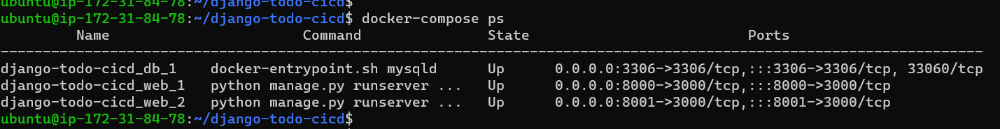 ubuntu@ip-172-31-84-78:~/django-todo-cicd$
ubuntu@ip-172-31-84-78:~/django-todo-cicd$ docker-compose ps
Name Command State Ports
---------------------------------------------------------------------------------------------------------------------
django-todo-cicd_db_1 docker-entrypoint.sh mysqld Up 0.0.0.0:3306->3306/tcp,:::3306->3306/tcp, 33060/tcp
django-todo-cicd_web_1 python manage.py runserver ... Up 0.0.0.0:8000->3000/tcp,:::8000->3000/tcp
django-todo-cicd_web_2 python manage.py runserver ... Up 0.0.0.0:8001->3000/tcp,:::8001->3000/tcp
ubuntu@ip-172-31-84-78:~/django-todo-cicd$